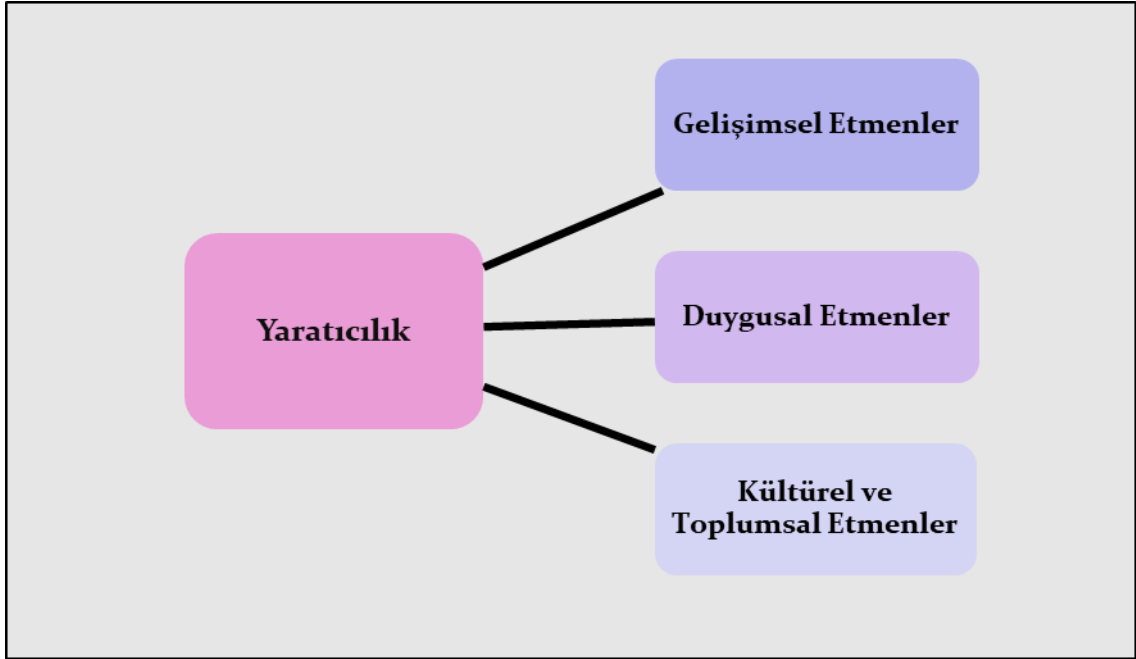 Gelişimsel Etmenler
Yaratıcılık
Duygusal Etmenler
Kültürel ve
Toplumsal Etmenler